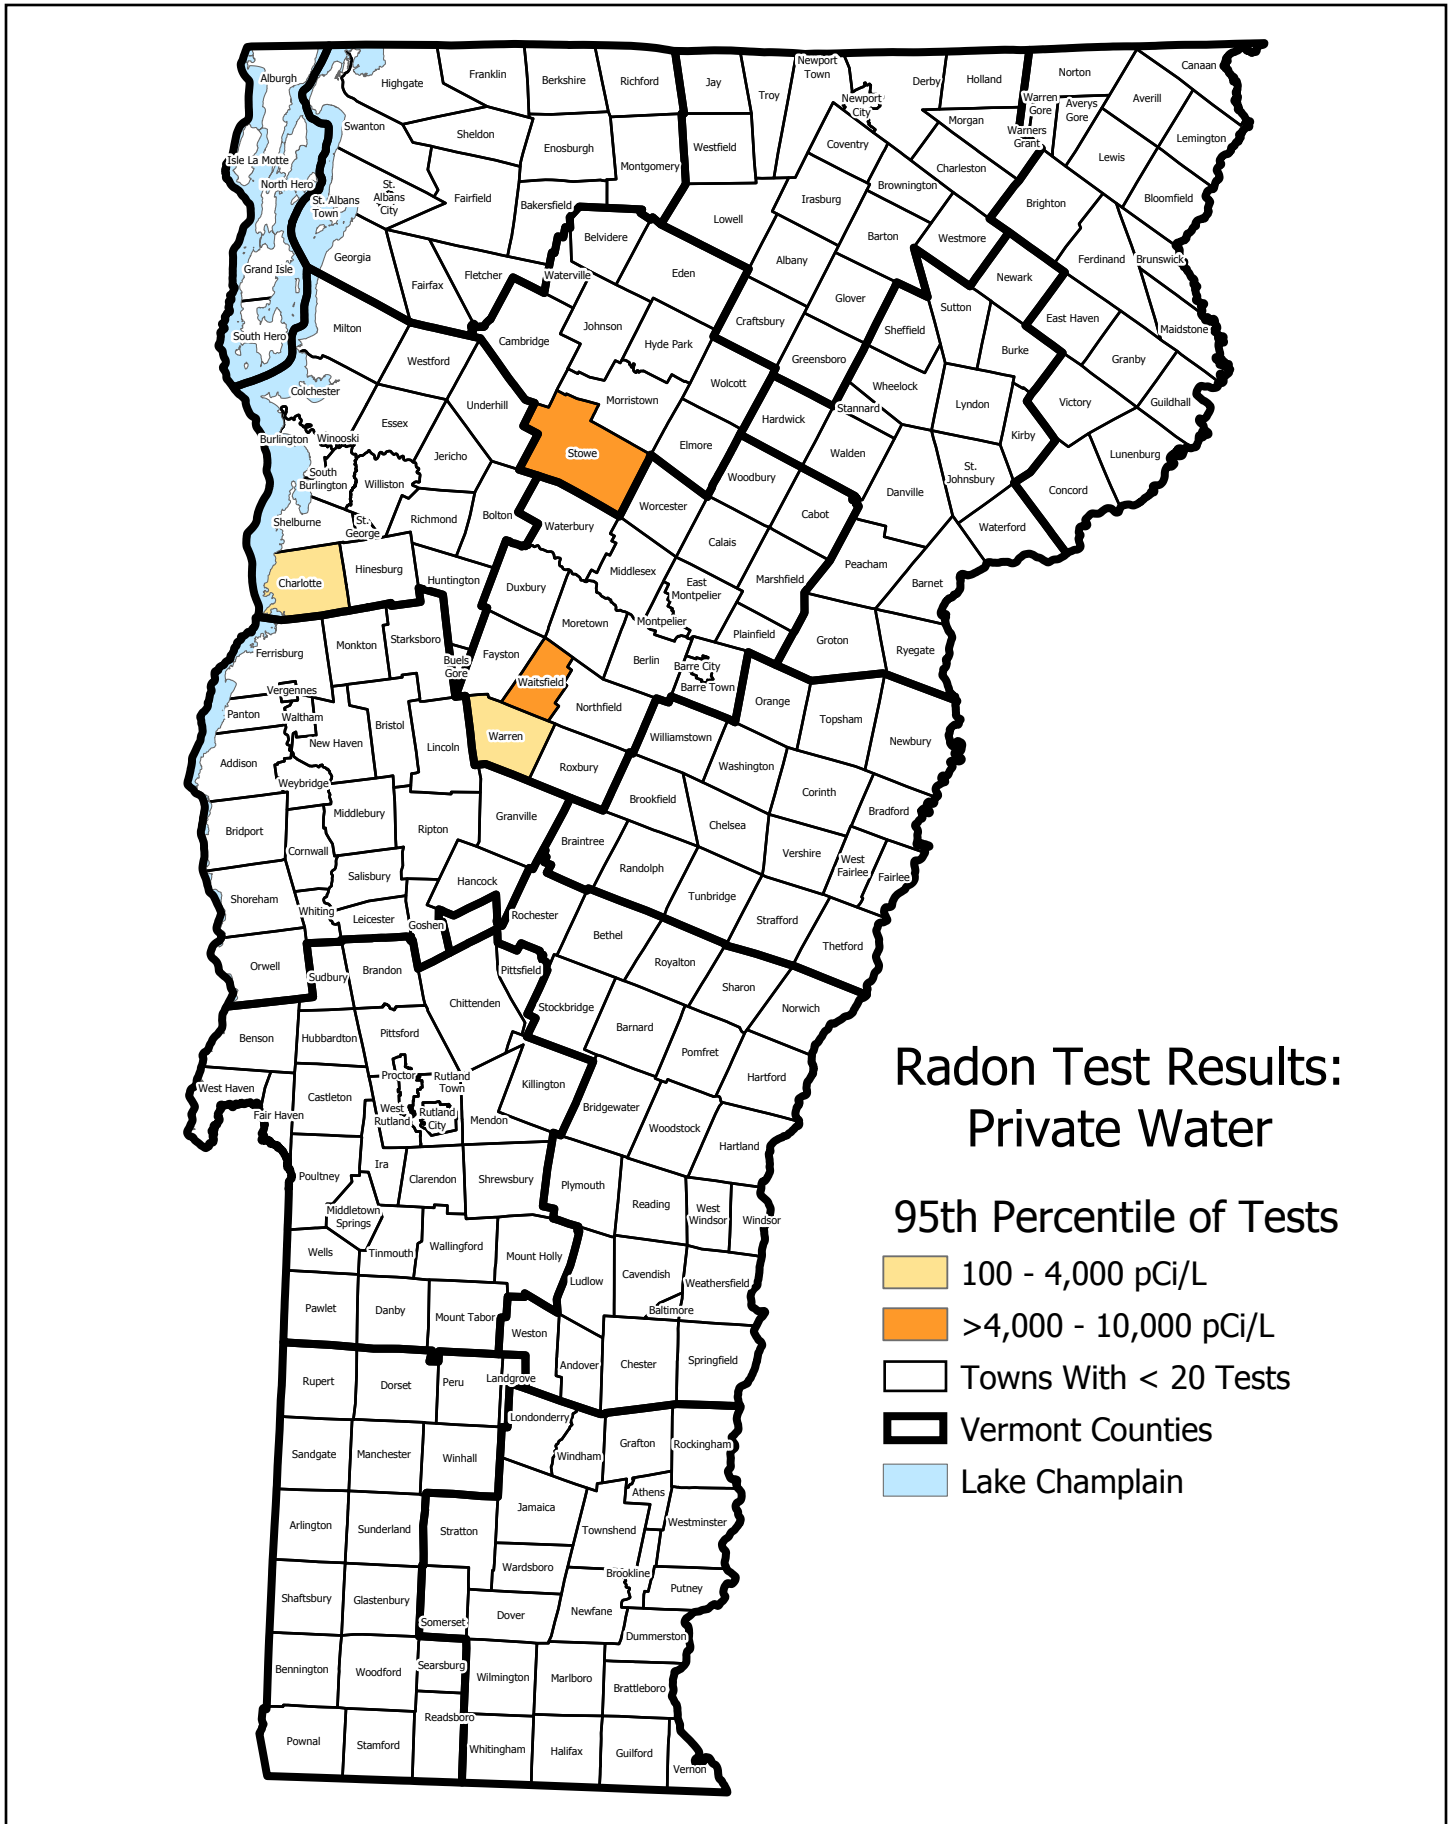 Alburgh
Highgate
Franklin
Berkshire
Richford
Jay
Troy
Newport
Town
Newport
City
Derby
Holland
Norton
Canaan
Warren
Gore
Averys
Gore
Averill
Morgan
Warners
Grant
Lemington
Lewis
Bloomfield
Swanton
Sheldon
Enosburgh
Montgomery
Westfield
Coventry
Charleston
Brownington
Brighton
Isle La Motte
North Hero
St. Albans
Town
St.
Albans
City
Fairfield
Bakersfield
Lowell
Irasburg
Barton
Westmore
Ferdinand
Brunswick
Georgia
Fairfax
Fletcher
Waterville
Belvidere
Eden
Albany
Glover
Newark
Grand Isle
South Hero
Milton
Westford
Cambridge
Johnson
Hyde Park
Craftsbury
Greensboro
Sheffield
Sutton
Burke
East Haven
Granby
Maidstone
Colchester
Essex
Underhill
Morristown
Wolcott
Hardwick
Stannard
Wheelock
Lyndon
Kirby
Victory
Guildhall
Burlington
Winooski
South
Burlington
Williston
Jericho
Stowe
Elmore
Woodbury
Walden
Danville
St.
Johnsbury
Lunenburg
Concord
Shelburne
St.
George
Richmond
Bolton
Waterbury
Worcester
Calais
Cabot
Waterford
Charlotte
Hinesburg
Huntington
Duxbury
Middlesex
East
Montpelier
Marshfield
Peacham
Barnet
Ferrisburg
Monkton
Starksboro
Buels
Gore
Fayston
Moretown
Montpelier
Berlin
Plainfield
Barre City
Barre Town
Groton
Ryegate
Vergennes
Panton
Waltham
New Haven
Bristol
Lincoln
Waitsfield
Warren
Northfield
Roxbury
Williamstown
Orange
Topsham
Newbury
Washington
Addison
Weybridge
Middlebury
Ripton
Granville
Brookfield
Chelsea
Corinth
Bradford
Bridport
Cornwall
Salisbury
Hancock
Braintree
Randolph
Tunbridge
Vershire
West
Fairlee
Fairlee
Shoreham
Whiting
Leicester
Goshen
Rochester
Bethel
Strafford
Thetford
Orwell
Sudbury
Brandon
Chittenden
Pittsfield
Stockbridge
Royalton
Sharon
Norwich
Benson
Hubbardton
Pittsford
Barnard
Pomfret
Hartford
West Haven
Fair Haven
Castleton
Proctor
Rutland
Town
West
Rutland
Rutland
City
Mendon
Killington
Bridgewater
Woodstock
Hartland
Poultney
Ira
Clarendon
Shrewsbury
Plymouth
Reading
West
Windsor
Windsor
Middletown
Springs
Wells
Tinmouth
Wallingford
Mount Holly
Ludlow
Cavendish
Weathersfield
Baltimore
Pawlet
Danby
Mount Tabor
Weston
Andover
Chester
Springfield
Rupert
Dorset
Peru
Landgrove
Londonderry
Windham
Grafton
Rockingham
Sandgate
Manchester
Winhall
Jamaica
Athens
Townshend
Westminster
Arlington
Sunderland
Stratton
Wardsboro
Brookline
Putney
Shaftsbury
Glastenbury
Somerset
Dover
Newfane
Dummerston
Bennington
Woodford
Searsburg
Wilmington
Marlboro
Brattleboro
Pownal
Stamford
Readsboro
Whitingham
Halifax
Guilford
Vernon
Radon Test Results:
Private Water
95th Percentile of Tests
100 - 4,000 pCi/L
>4,000 - 10,000 pCi/L
Towns With < 20 Tests
Vermont Counties
Lake Champlain